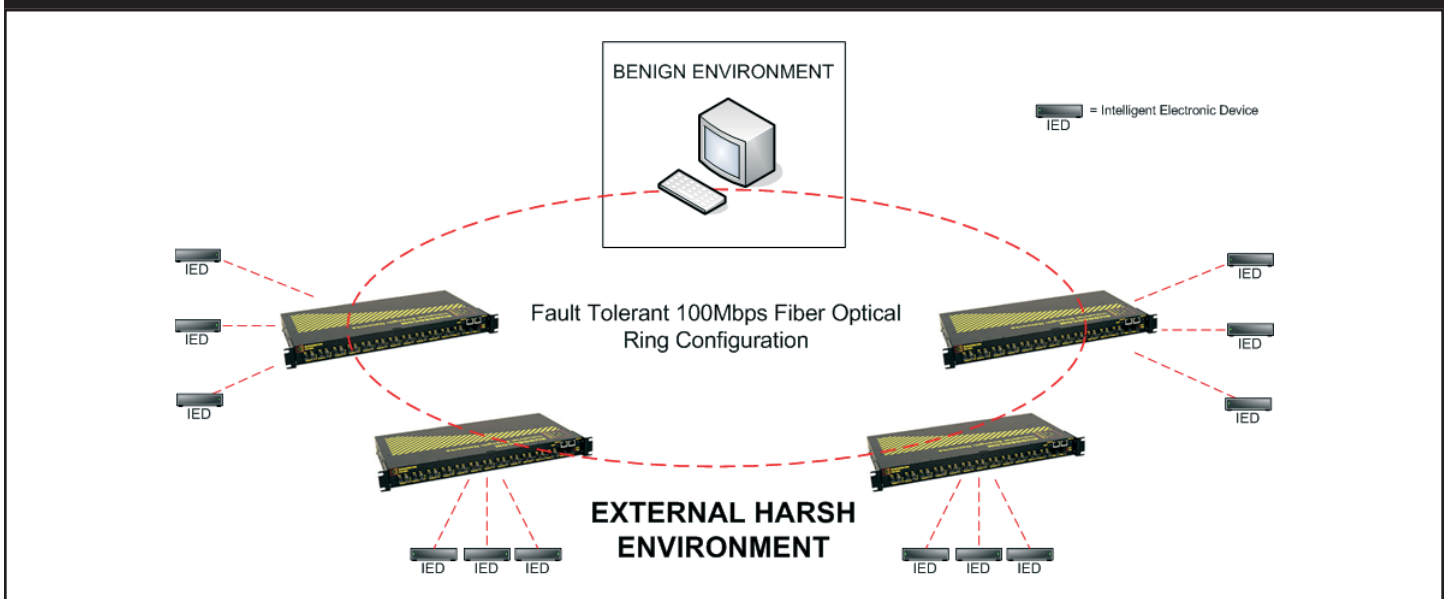 BENIGN ENVIRONMENT
= Intelligent Electronic Device
IED
IED
IED
IED
Fault Tolerant 100Mbps Fiber Optical
Ring Configuration
IED
IED
IED
EXTERNAL HARSH
ENVIRONMENT
IED
IED
IED
IED
IED
IED